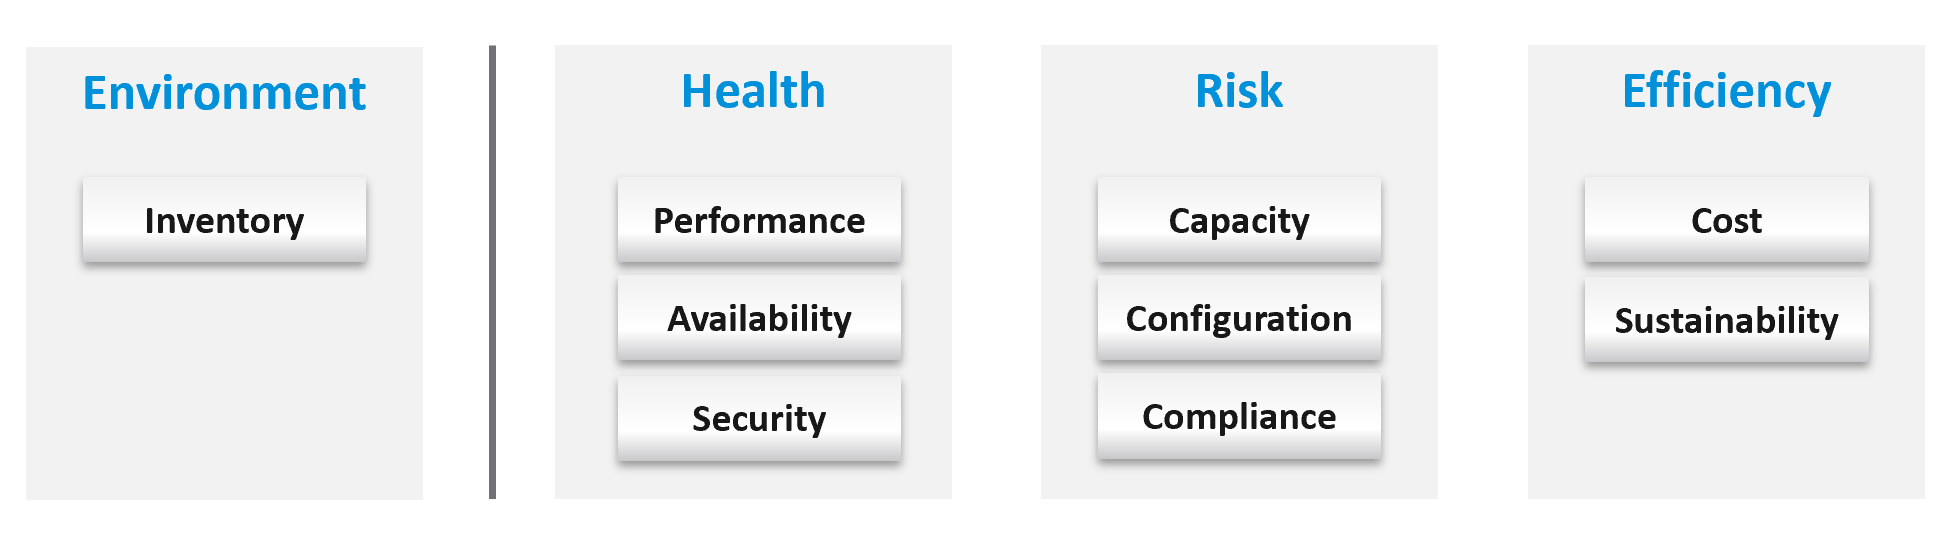 Environment
Inventory
Health
Performance
Availability
Security
Risk
Capacity
Configuration
Compliance
Efficiency
Cost
Sustainability